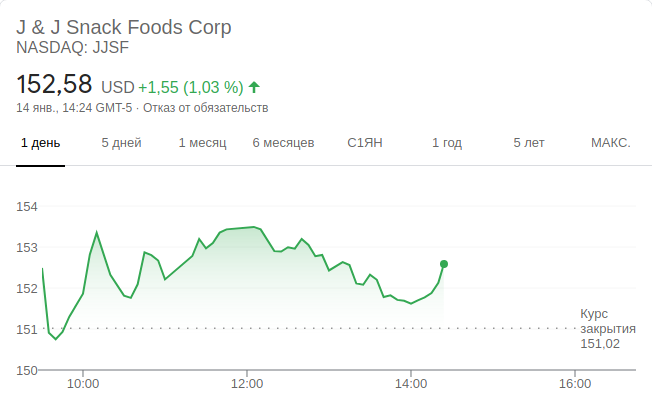 J & J Snack Foods Corp
NASDAQ: JJSF
152,58 USD +1,55 (1,03 %)
14 янв., 14:24 GMT-5 · Отказ от обязательств
1 день 5 дней 1 месяц 6 месяцев С1ЯН 1 год 5 лет МАКС.
154
153
152
151
150
Курс
закрытия
151,02
10:00 12:00 14:00 16:00